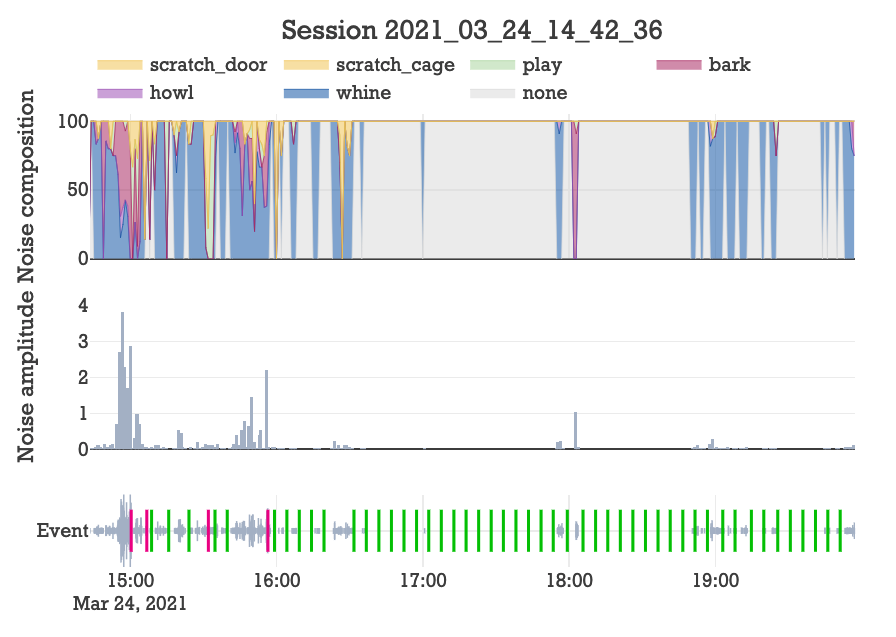 Session 2021_03_24_14_42_36
scratch_door scratch_cage play bark
howl whine none
Noise composition
100
50
0
Noise amplitude
4
3
2
1
0
Event
15:00 16:00 17:00 18:00 19:00
Mar 24, 2021